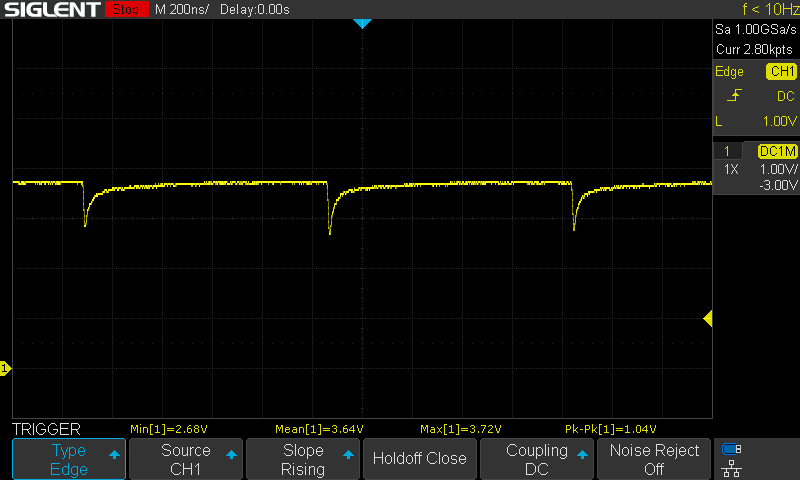 SIGLENT Stop M 200ns/ Delay:0.00s f < 10Hz
Sa 1.00GSa/s
Curr 2.80kpts
Edge CH1
DC
L 1.00V
1 DC1M
1X 1.00V/
-3.00V
1
TRIGGER Min[1]=2.68V Mean[1]=3.64V Max[1]=3.72V Pk-Pk[1]=1.04V
Type Source Slope Holdoff Close Coupling Noise Reject
Edge CH1 Rising DC Off